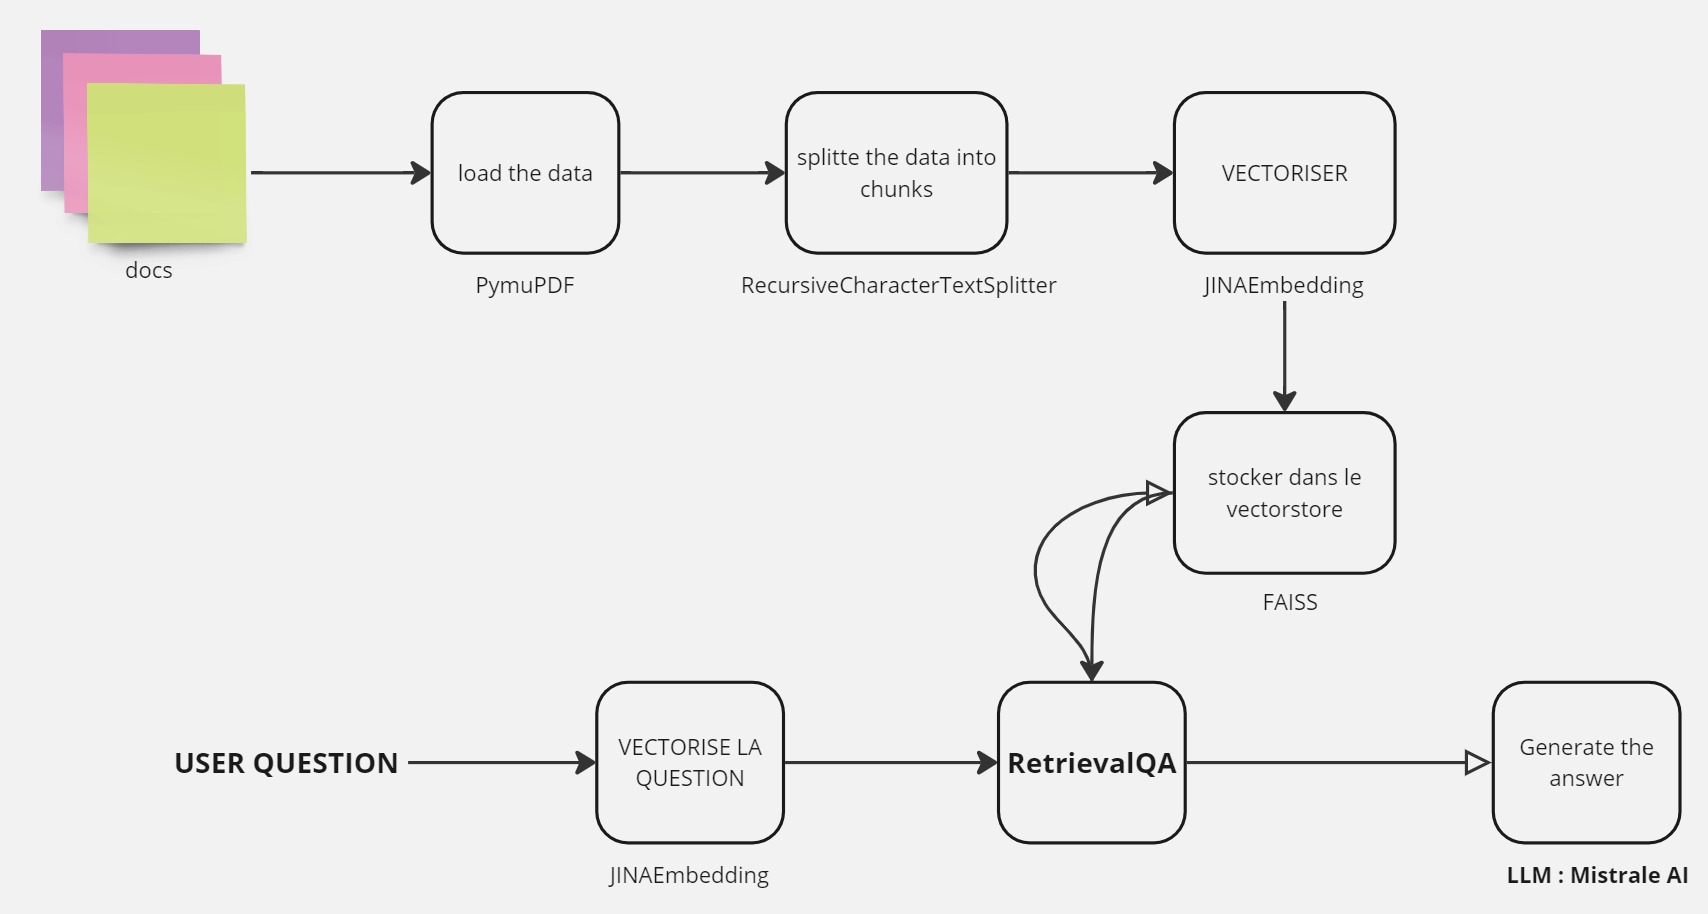 docs
load the data
PymuPDF
splitte the data into
chunks
RecursiveCharacterTextSplitter
VECTORISER
JINAEmbedding
stocker dans le
vectorstore
FAISS
USER QUESTION
VECTORISE LA
QUESTION
JINAEmbedding
RetrievalQA
Generate the
answer
LLM : Mistrale AI